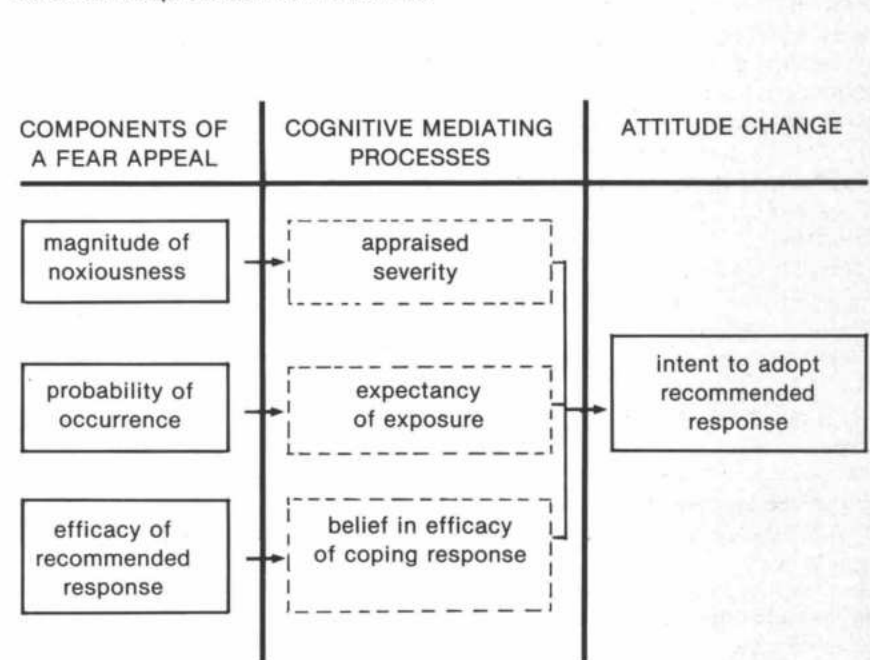 COMPONENTS OF
A FEAR APPEAL
COGNITIVE MEDIATING
PROCESSES
ATTITUDE CHANGE
magnitude of
noxiousness
appraised
severity
probability of
occurrence
expectancy
of exposure
intent to adopt
recommended
response
efficacy of
recommended
response
belief in efficacy
of coping response